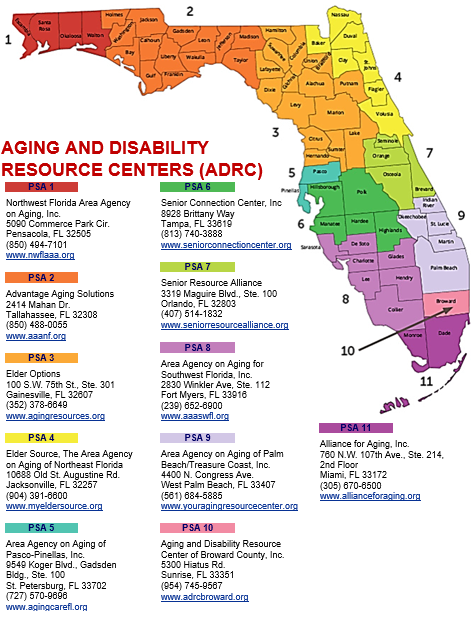 1
2
3
4
5
6
7
8
9
10
11
Escambia
Santa
Rosa
Okaloosa
Walton
Holmes
Washington
Jackson
Bay
Calhoun
Gulf
Gadsden
Liberty
Franklin
Leon
Wakulla
Jefferson
Madison
Taylor
Hamilton
Suwannee
Lafayette
Dixie
Columbia
Gilchrist
Baker
Union
Bradford
Alachua
Levy
Marion
Citrus
Hernando
Sumter
Lake
Nassau
Duval
Clay
St.
Johns
Putnam
Flagler
Volusia
Seminole
Orange
Osceola
Brevard
Pasco
Pinellas
Hillsborough
Polk
Manatee
Hardee
Highlands
Sarasota
De Soto
Charlotte
Glades
Lee
Hendry
Collier
Indian
River
Okeechobee
St. Lucie
Martin
Palm Beach
Broward
Monroe
Dade
AGING AND DISABILITY
RESOURCE CENTERS (ADRC)
PSA 1
Northwest Florida Area Agency
on Aging, Inc.
5090 Commerce Park Cir.
Pensacola, FL 32505
(850) 494-7101
www.nwflaaa.org
PSA 2
Advantage Aging Solutions
2414 Mahan Dr.
Tallahassee, FL 32308
(850) 488-0055
www.aaanf.org
PSA 3
Elder Options
100 S.W. 75th St., Ste. 301
Gainesville, FL 32607
(352) 378-6649
www.agingresources.org
PSA 4
Elder Source, The Area Agency
on Aging of Northeast Florida
10688 Old St. Augustine Rd.
Jacksonville, FL 32257
(904) 391-6600
www.myeldersource.org
PSA 5
Area Agency on Aging of
Pasco-Pinellas, Inc.
9549 Koger Blvd., Gadsden
Bldg., Ste. 100
St. Petersburg, FL 33702
(727) 570-9696
www.agingcarefl.org
PSA 6
Senior Connection Center, Inc
8928 Brittany Way
Tampa, FL 33619
(813) 740-3888
www.seniorconnectioncenter.org
PSA 7
Senior Resource Alliance
3319 Maguire Blvd., Ste. 100
Orlando, FL 32803
(407) 514-1832
www.seniorresourcealliance.org
PSA 8
Area Agency on Aging for
Southwest Florida, Inc.
2830 Winkler Ave, Ste. 112
Fort Myers, FL 33916
(239) 652-6900
www.aaaswfl.org
PSA 9
Area Agency on Aging of Palm
Beach/Treasure Coast, Inc.
4400 N. Congress Ave.
West Palm Beach, FL 33407
(561) 684-5885
www.youragingresourcecenter.org
PSA 10
Aging and Disability Resource
Center of Broward County, Inc.
5300 Hiatus Rd.
Sunrise, FL 33351
(954) 745-9567
www.adrcbroward.org
PSA 11
Alliance for Aging, Inc.
760 N.W. 107th Ave., Ste. 214,
2nd Floor
Miami, FL 33172
(305) 670-6500
www.allianceforaging.org